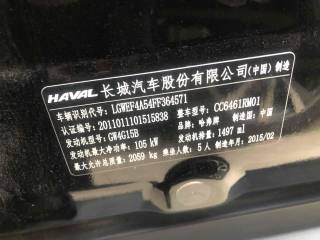 HAVAL 长城汽车股份有限公司(中国)制造
车辆识别代号: LGWEF4A54FF364571 整车型号: CC6461RM01
认证编号: 2011011101515838 品牌: 哈弗牌 制造国: 中国
发动机型号: GW4G15B 发动机排量: 1497 ml
发动机最大净功率: 105 kW 乘坐人数: 5 人 制造年月: 2015/02
最大允许总质量: 2059 kg